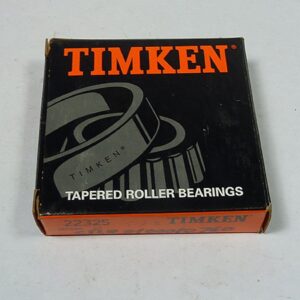 TIMKEN®
TIMKEN®
TAPERED ROLLER BEARINGS
22325 TIMKEN